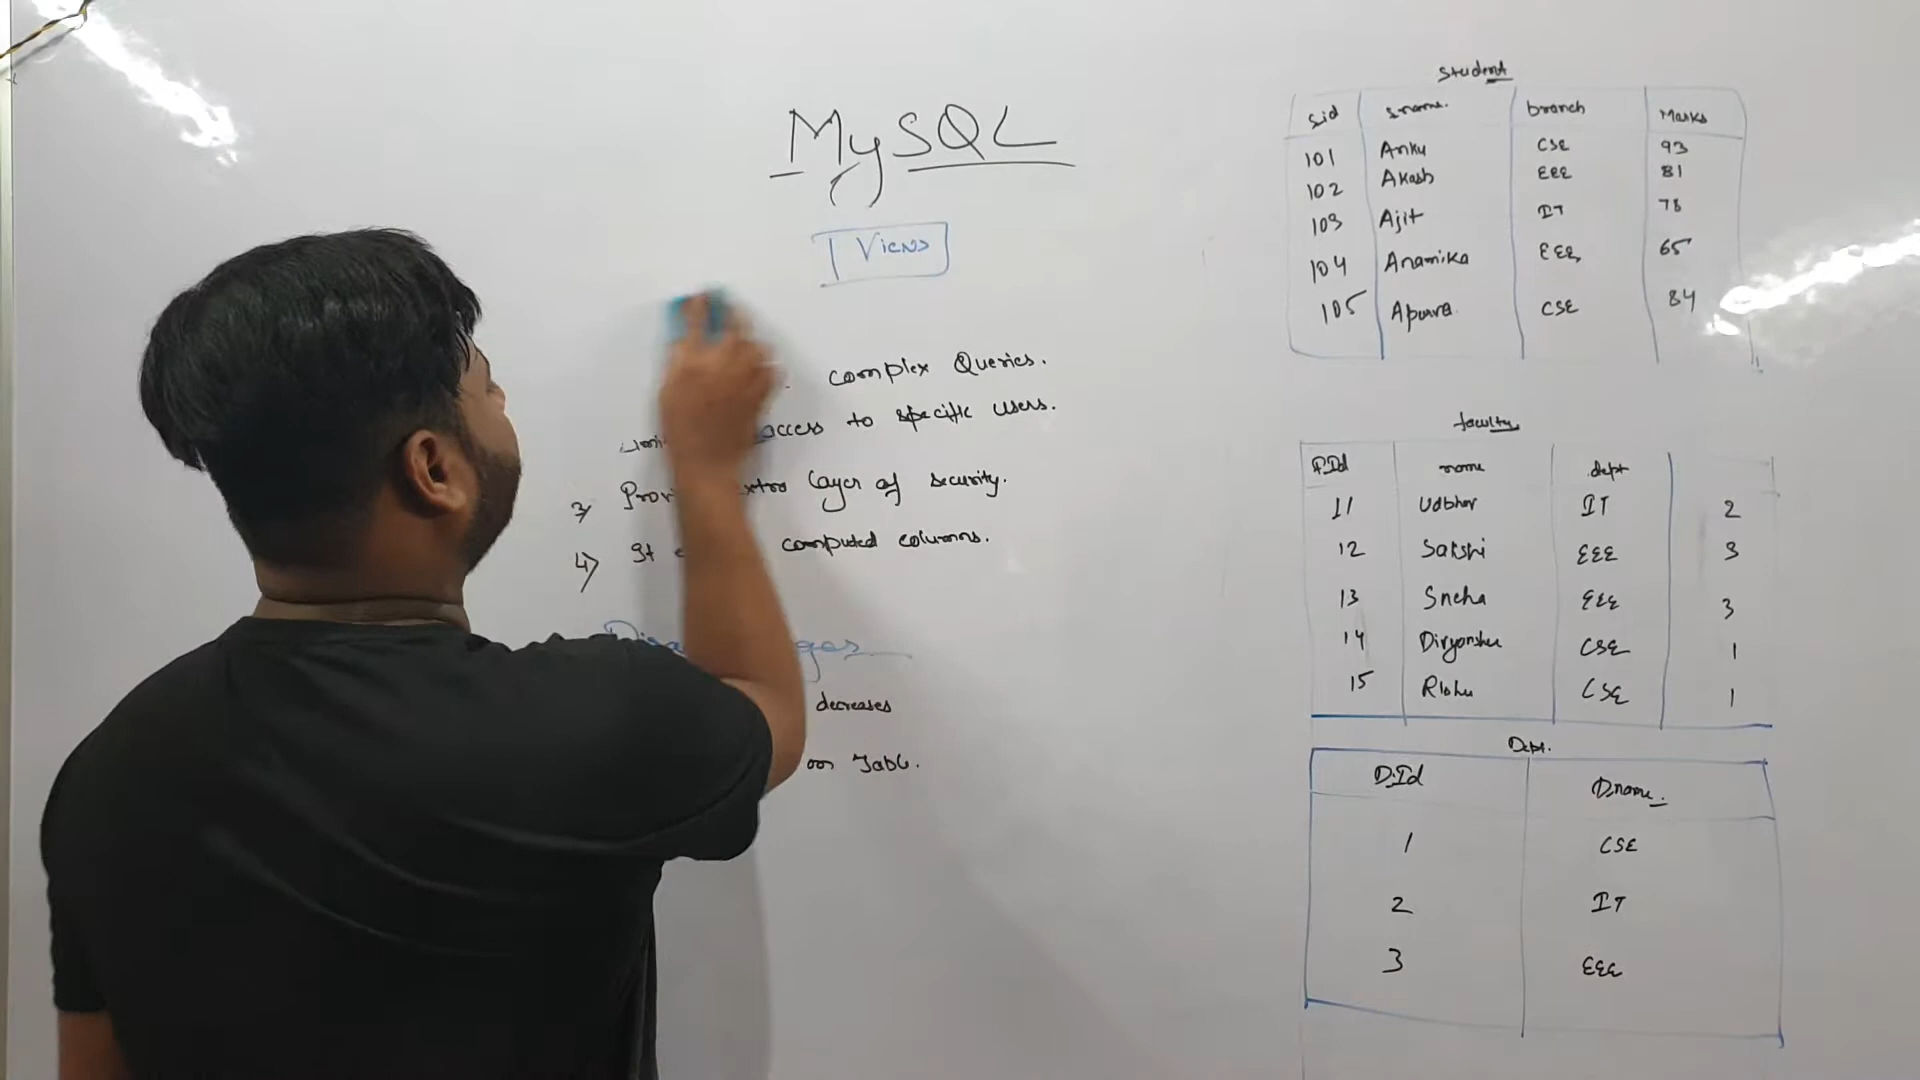 MySQL
Views
complex Queries.
access to specific users.
3) extra layer of security.
4) It computed columns.
decreases
on Table.
Student
Sid Sname. branch Marks
101 Anku CSE 93
102 Akash EEE 81
103 Ajit IT 78
104 Anamika EEE 65
105 Apurva CSE 84
faculty
F.Id name dept
11 Udbhav IT 2
12 Sakshi EEE 3
13 Sneha EEE 3
14 Divyanshu CSE 1
15 Rishu CSE 1
Dept.
D.Id Dname.
1 CSE
2 IT
3 EEE